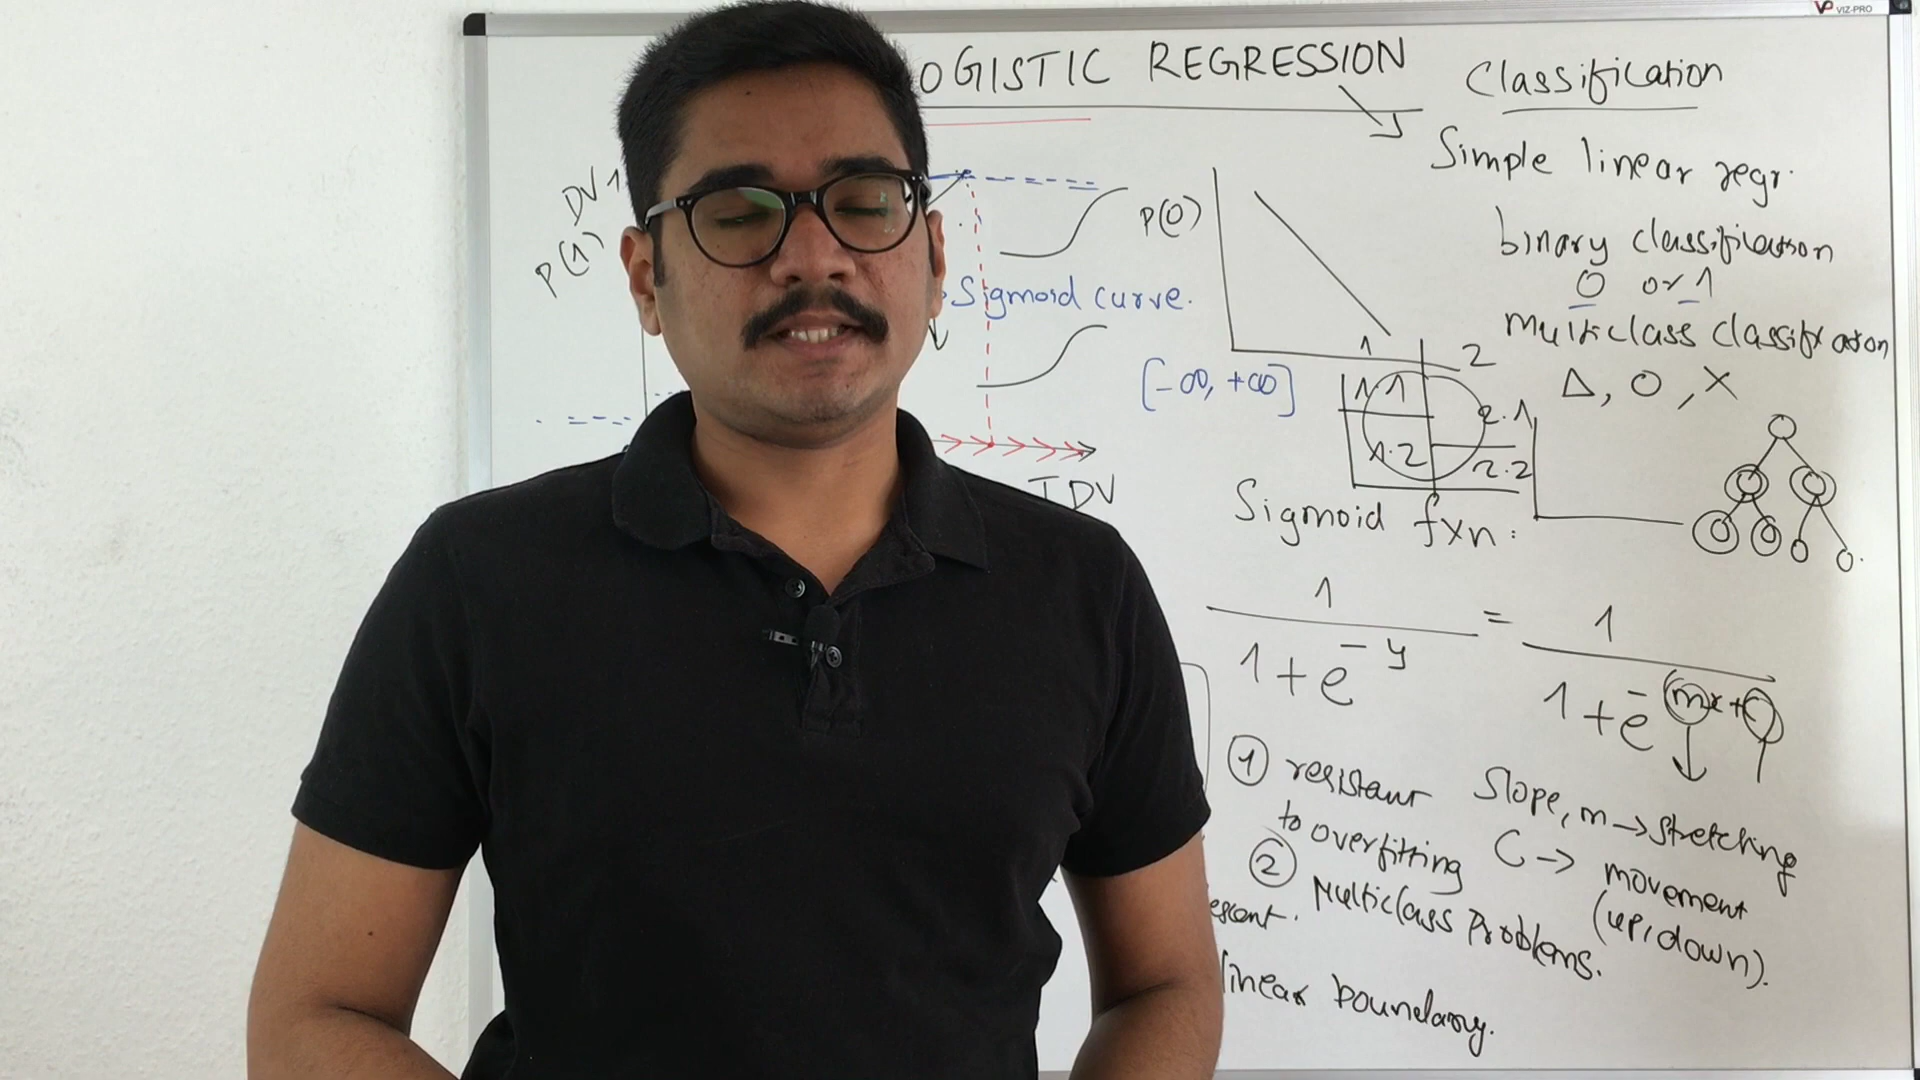 VIZ-PRO
OGISTIC REGRESSION
Classification
Simple linear regr.
binary classification
0 or 1
Multiclass classification
Δ, O, X
DV 1
P(1)
P(0)
Sigmoid curve.
[-∞, +∞]
1
2
1.1
2.1
1.2
2.2
IDV
Sigmoid fxn:
1
1+e^-y
=
1
1+e^-(mx+c)
① resistant
to overfitting
② Multiclass Problems.
Slope, m → stretching
C → movement
(up/down).
escent.
linear boundary.